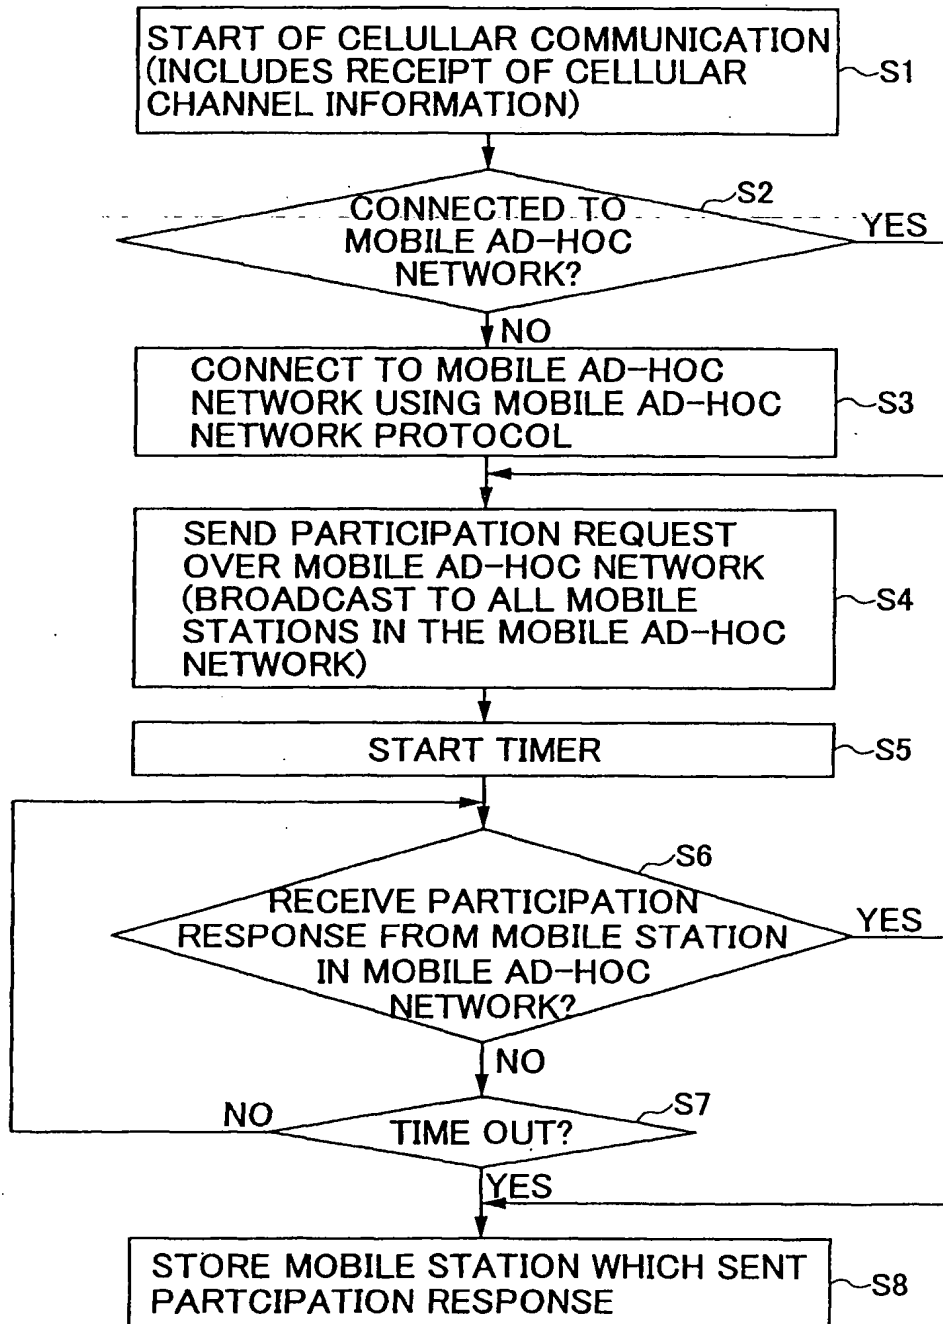 START OF CELULLAR COMMUNICATION
(INCLUDES RECEIPT OF CELLULAR
CHANNEL INFORMATION)
S1
S2
CONNECTED TO
MOBILE AD-HOC
NETWORK?
YES
NO
CONNECT TO MOBILE AD-HOC
NETWORK USING MOBILE AD-HOC
NETWORK PROTOCOL
S3
SEND PARTICIPATION REQUEST
OVER MOBILE AD-HOC NETWORK
(BROADCAST TO ALL MOBILE
STATIONS IN THE MOBILE AD-HOC
NETWORK)
S4
START TIMER
S5
S6
RECEIVE PARTICIPATION
RESPONSE FROM MOBILE STATION
IN MOBILE AD-HOC
NETWORK?
YES
NO
S7
NO
TIME OUT?
YES
STORE MOBILE STATION WHICH SENT
PARTCIPATION RESPONSE
S8